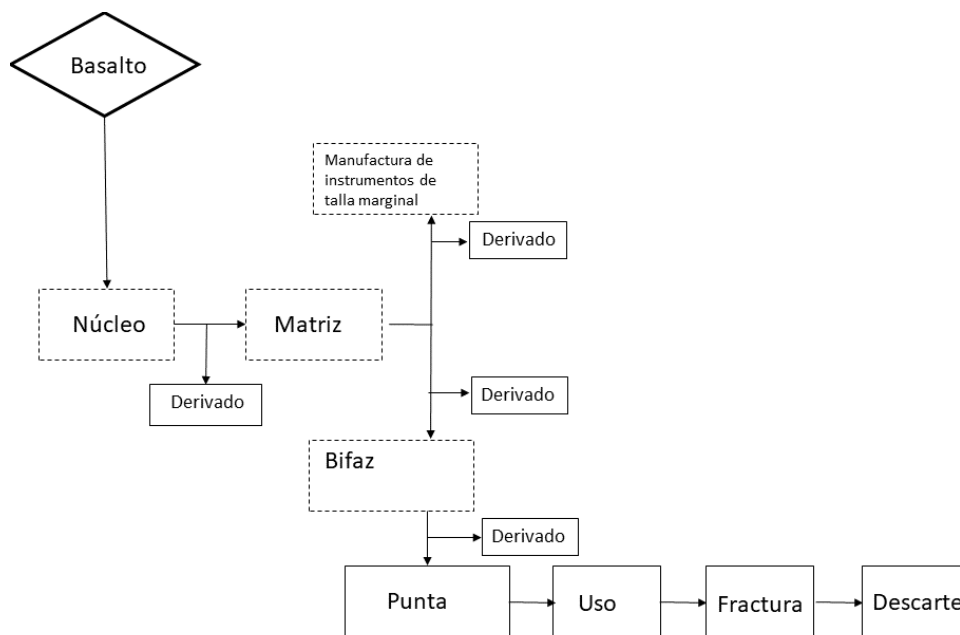 Basalto
Manufactura de
instrumentos de
talla marginal
Derivado
Núcleo
Matriz
Derivado
Derivado
Bifaz
Derivado
Punta
Uso
Fractura
Descarte